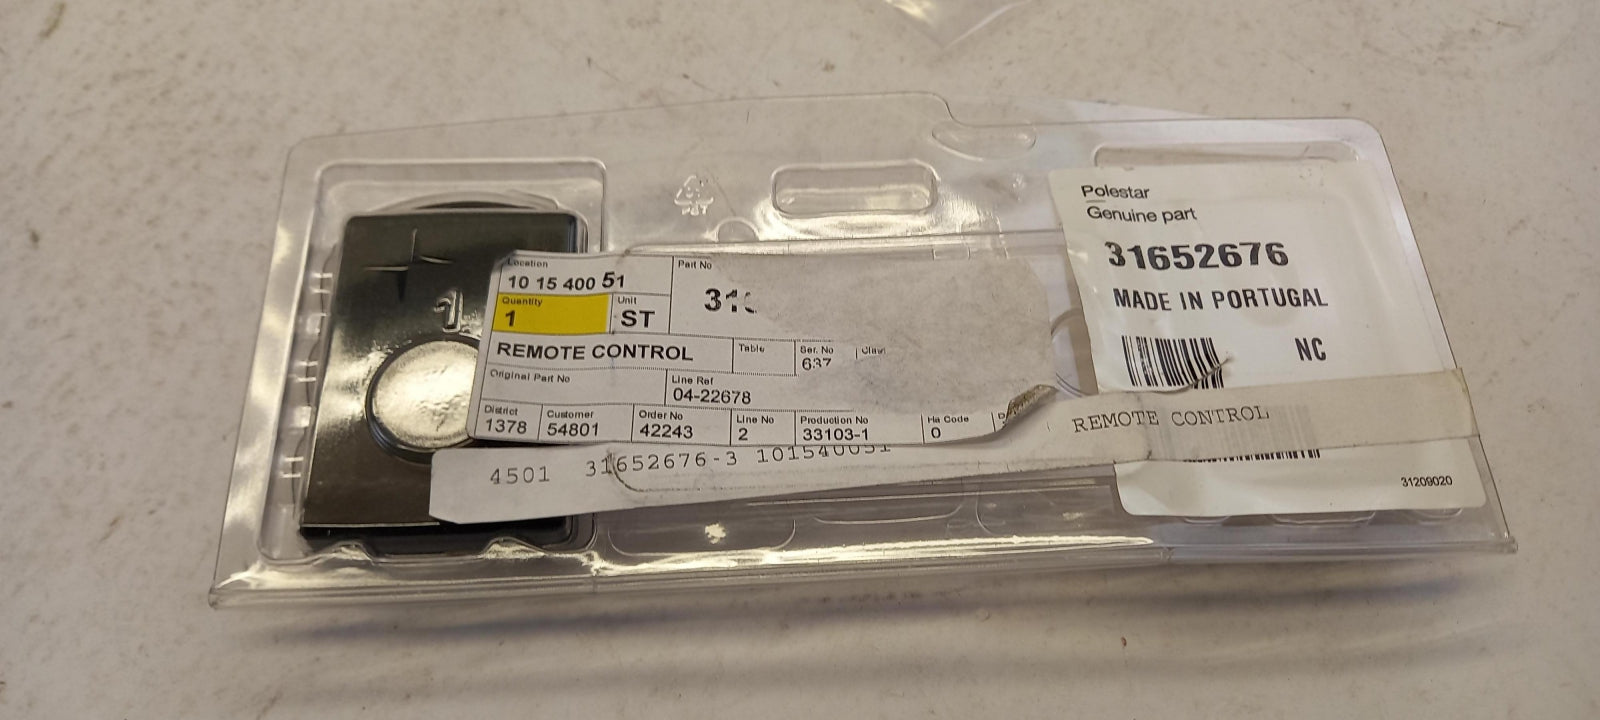 Polestar
Genuine part
31652676
MADE IN PORTUGAL
NC
31209020
Location
10 15 400 51
Part No
Quantity
1
Unit
ST
REMOTE CONTROL
Table
Ser. No
637
Original Part No
Line Ref
04-22678
District
1378
Customer
54801
Order No
42243
Line No
2
Production No
33103-1
Ha Code
0
REMOTE CONTROL
4501 31652676-3 1015400051